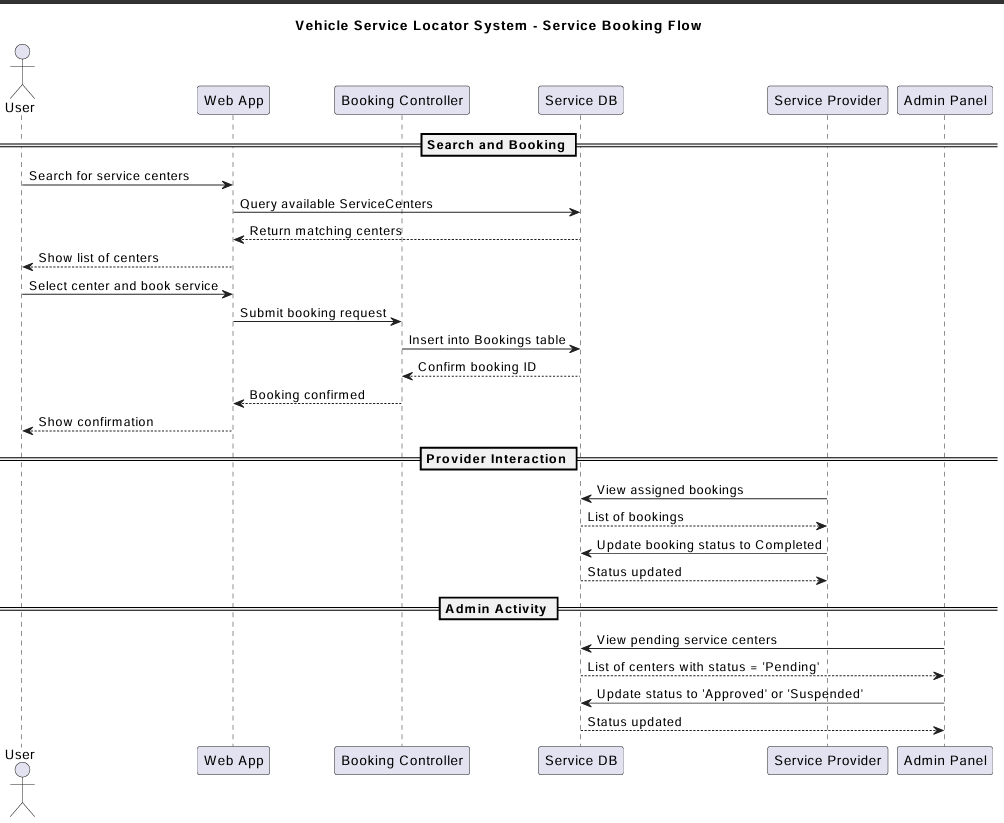 Vehicle Service Locator System - Service Booking Flow
User
Web App
Booking Controller
Service DB
Service Provider
Admin Panel
Search and Booking
Search for service centers
Query available ServiceCenters
Return matching centers
Show list of centers
Select center and book service
Submit booking request
Insert into Bookings table
Confirm booking ID
Booking confirmed
Show confirmation
Provider Interaction
View assigned bookings
List of bookings
Update booking status to Completed
Status updated
Admin Activity
View pending service centers
List of centers with status = 'Pending'
Update status to 'Approved' or 'Suspended'
Status updated
User
Web App
Booking Controller
Service DB
Service Provider
Admin Panel